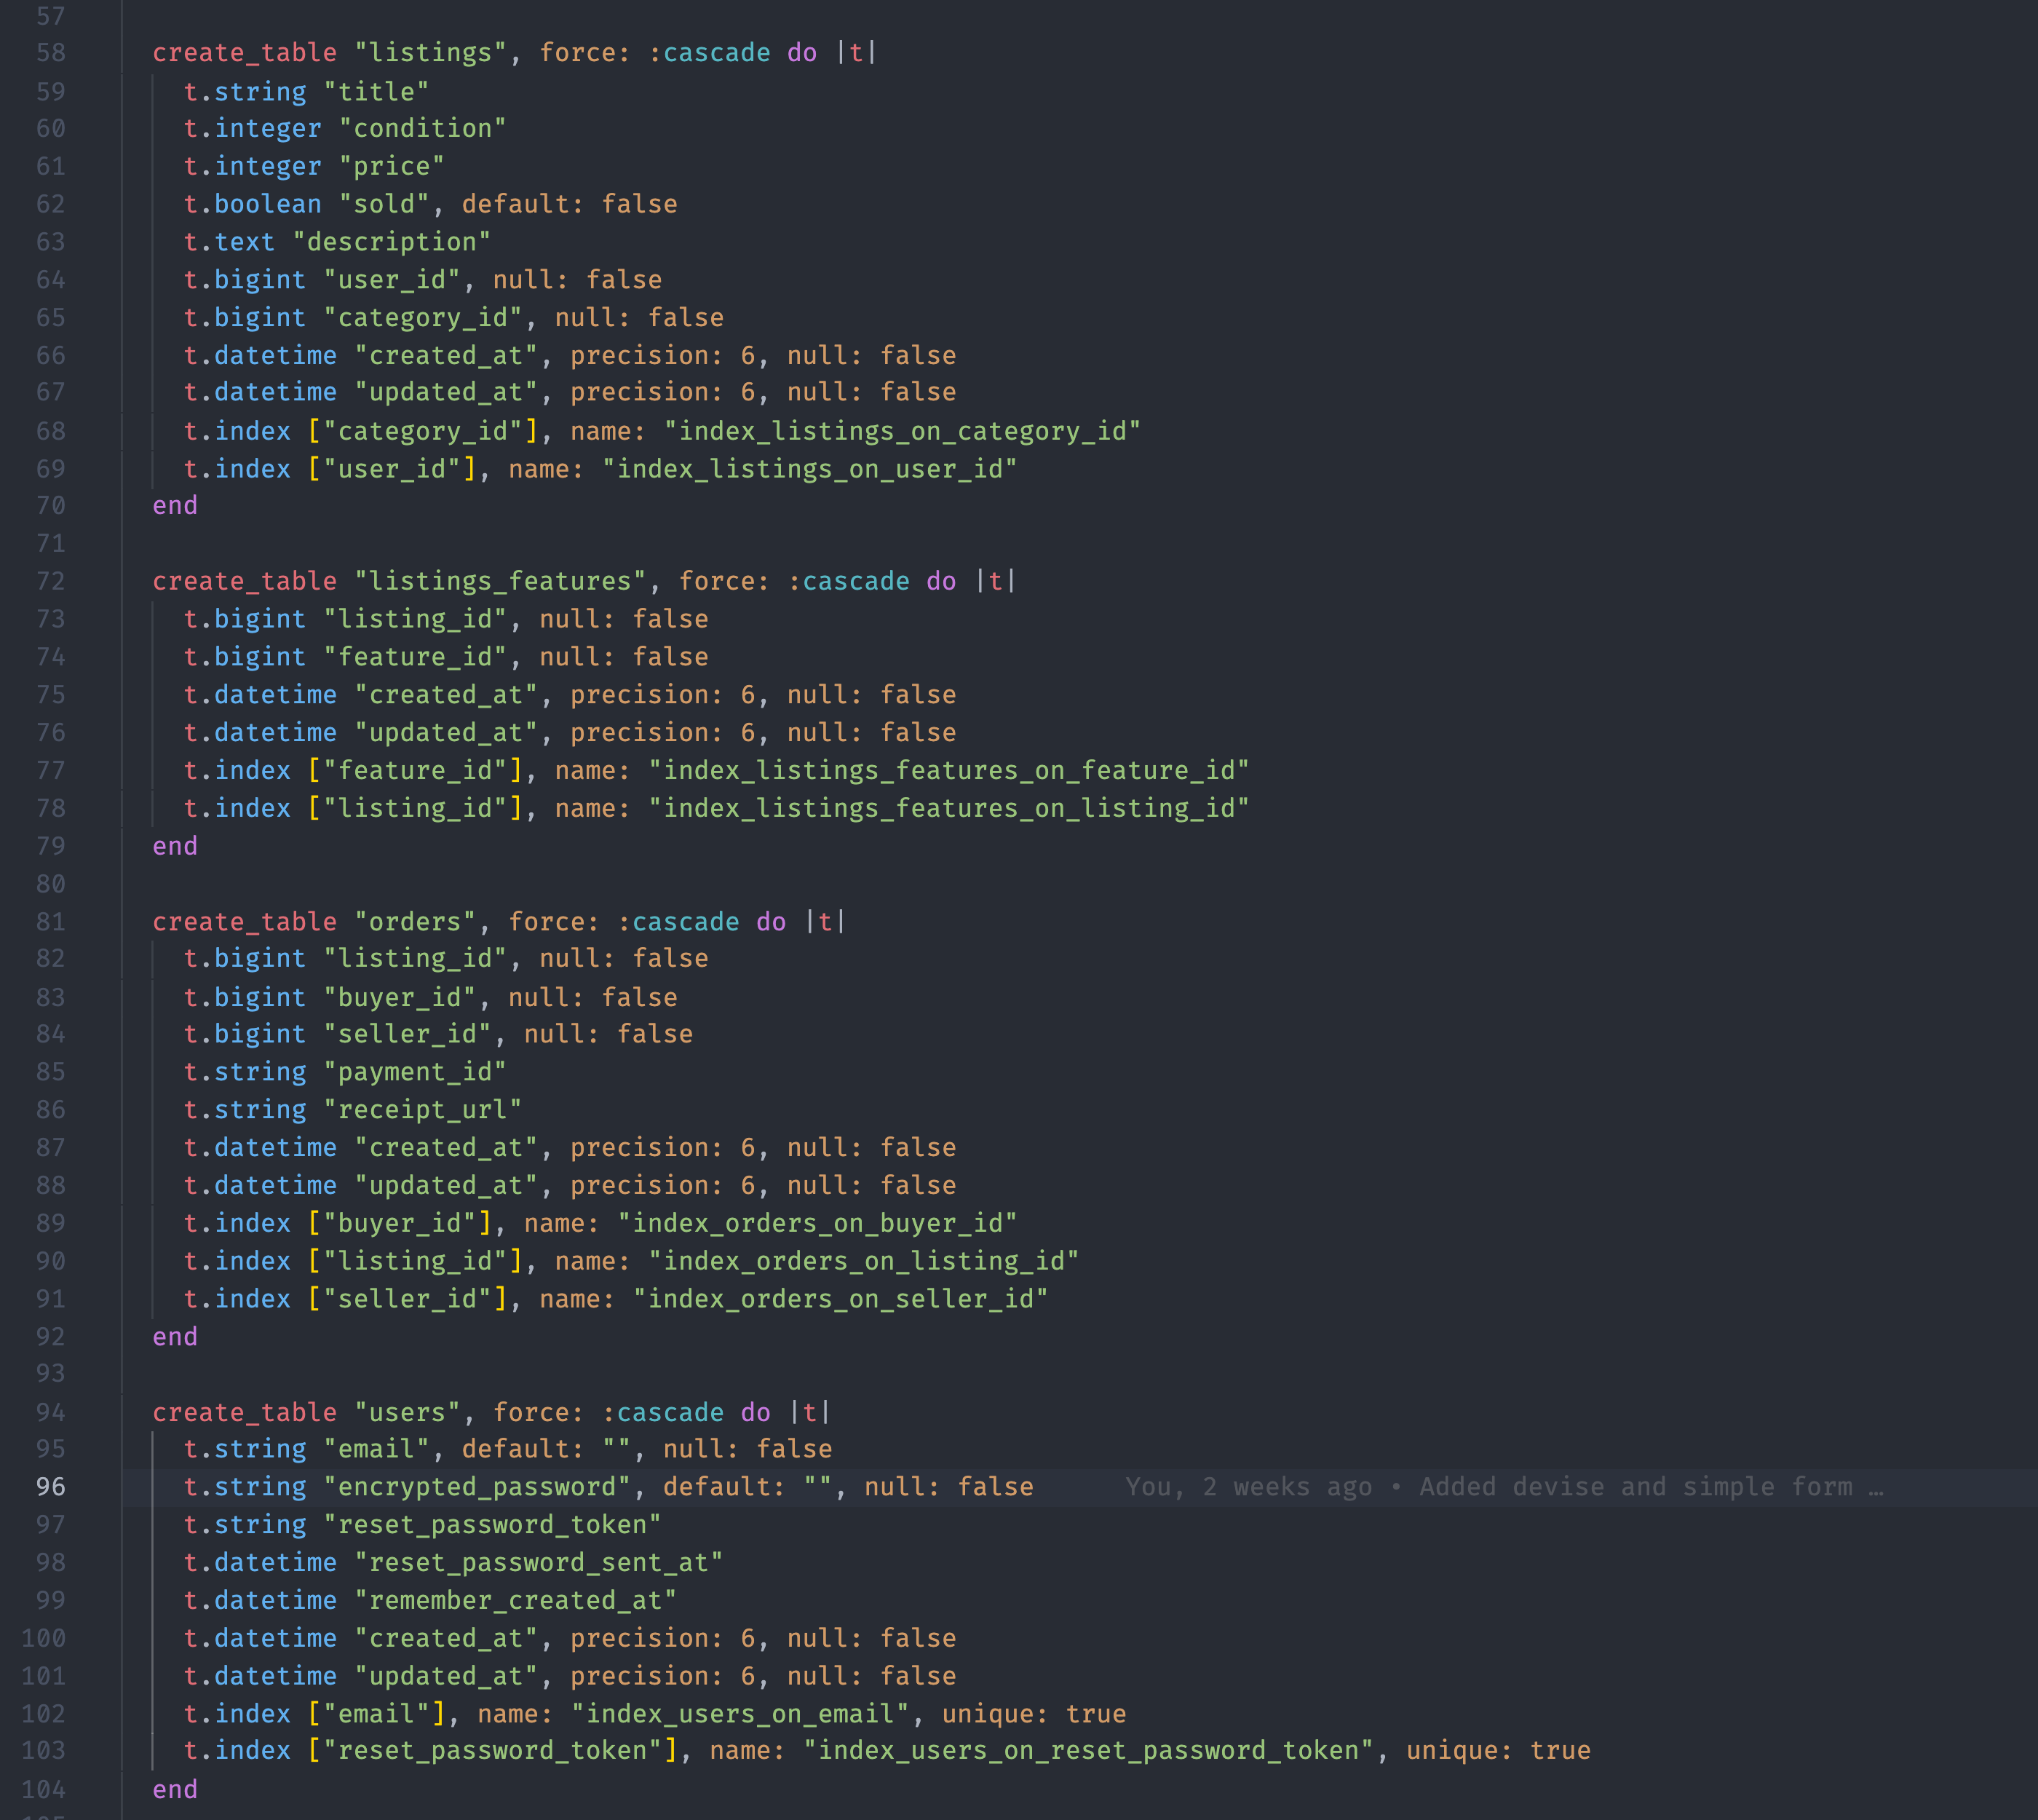 57
58 create_table "listings", force: :cascade do |t|
59 t.string "title"
60 t.integer "condition"
61 t.integer "price"
62 t.boolean "sold", default: false
63 t.text "description"
64 t.bigint "user_id", null: false
65 t.bigint "category_id", null: false
66 t.datetime "created_at", precision: 6, null: false
67 t.datetime "updated_at", precision: 6, null: false
68 t.index ["category_id"], name: "index_listings_on_category_id"
69 t.index ["user_id"], name: "index_listings_on_user_id"
70 end
71
72 create_table "listings_features", force: :cascade do |t|
73 t.bigint "listing_id", null: false
74 t.bigint "feature_id", null: false
75 t.datetime "created_at", precision: 6, null: false
76 t.datetime "updated_at", precision: 6, null: false
77 t.index ["feature_id"], name: "index_listings_features_on_feature_id"
78 t.index ["listing_id"], name: "index_listings_features_on_listing_id"
79 end
80
81 create_table "orders", force: :cascade do |t|
82 t.bigint "listing_id", null: false
83 t.bigint "buyer_id", null: false
84 t.bigint "seller_id", null: false
85 t.string "payment_id"
86 t.string "receipt_url"
87 t.datetime "created_at", precision: 6, null: false
88 t.datetime "updated_at", precision: 6, null: false
89 t.index ["buyer_id"], name: "index_orders_on_buyer_id"
90 t.index ["listing_id"], name: "index_orders_on_listing_id"
91 t.index ["seller_id"], name: "index_orders_on_seller_id"
92 end
93
94 create_table "users", force: :cascade do |t|
95 t.string "email", default: "", null: false
96 t.string "encrypted_password", default: "", null: false You, 2 weeks ago • Added devise and simple form …
97 t.string "reset_password_token"
98 t.datetime "reset_password_sent_at"
99 t.datetime "remember_created_at"
100 t.datetime "created_at", precision: 6, null: false
101 t.datetime "updated_at", precision: 6, null: false
102 t.index ["email"], name: "index_users_on_email", unique: true
103 t.index ["reset_password_token"], name: "index_users_on_reset_password_token", unique: true
104 end